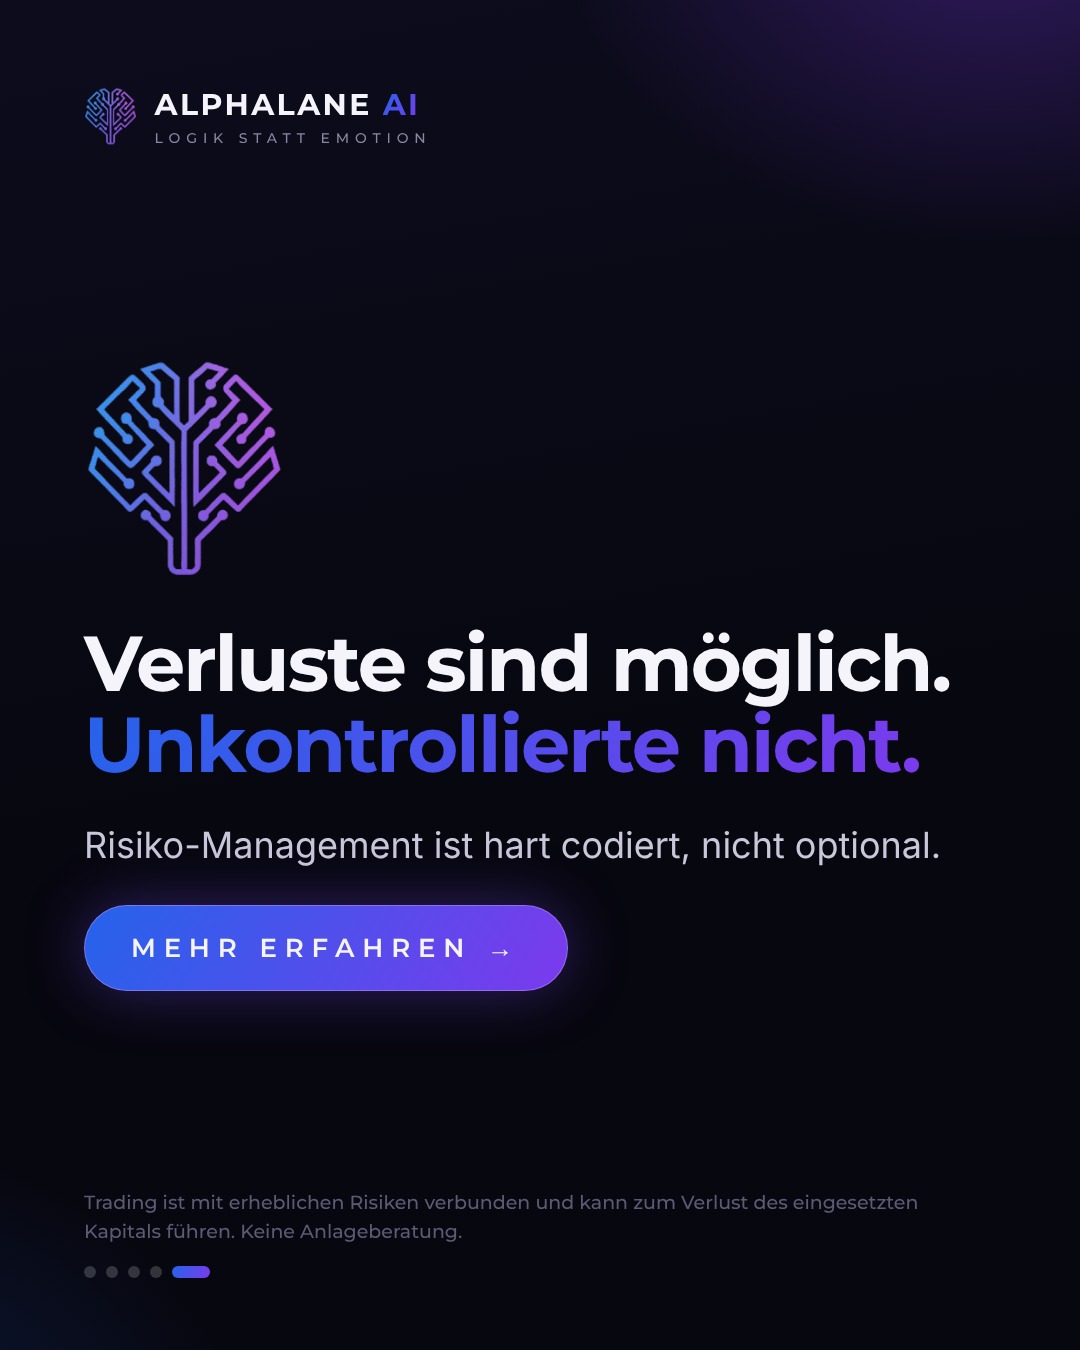 ALPHALANE AI
LOGIK STATT EMOTION
Verluste sind möglich.
Unkontrollierte nicht.
Risiko-Management ist hart codiert, nicht optional.
MEHR ERFAHREN →
Trading ist mit erheblichen Risiken verbunden und kann zum Verlust des eingesetzten
Kapitals führen. Keine Anlageberatung.